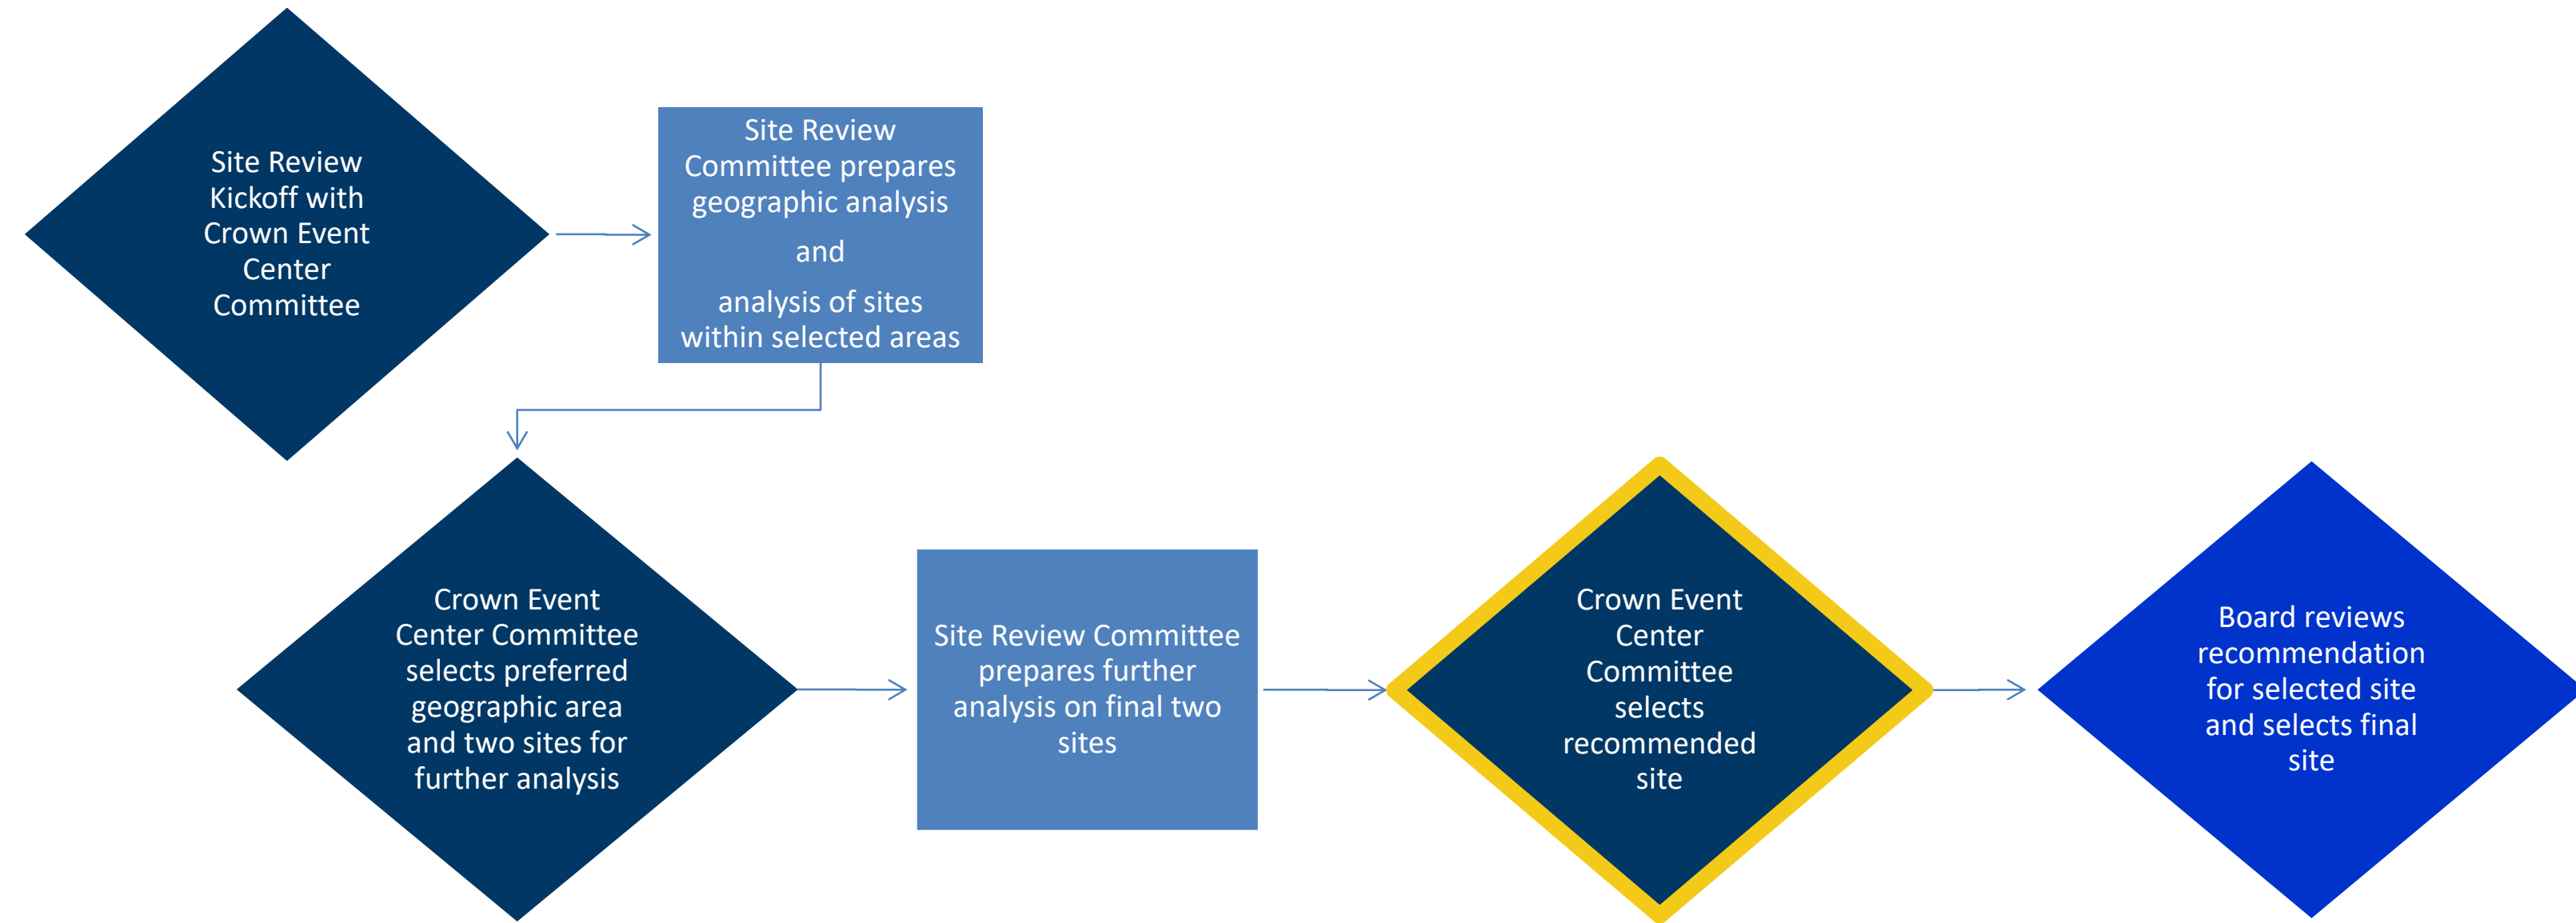 Site Review
Kickoff with
Crown Event
Center
Committee
Site Review
Committee prepares
geographic analysis
and
analysis of sites
within selected areas
Crown Event
Center Committee
selects preferred
geographic area
and two sites for
further analysis
Site Review Committee
prepares further
analysis on final two
sites
Crown Event
Center
Committee
selects
recommended
site
Board reviews
recommendation
for selected site
and selects final
site